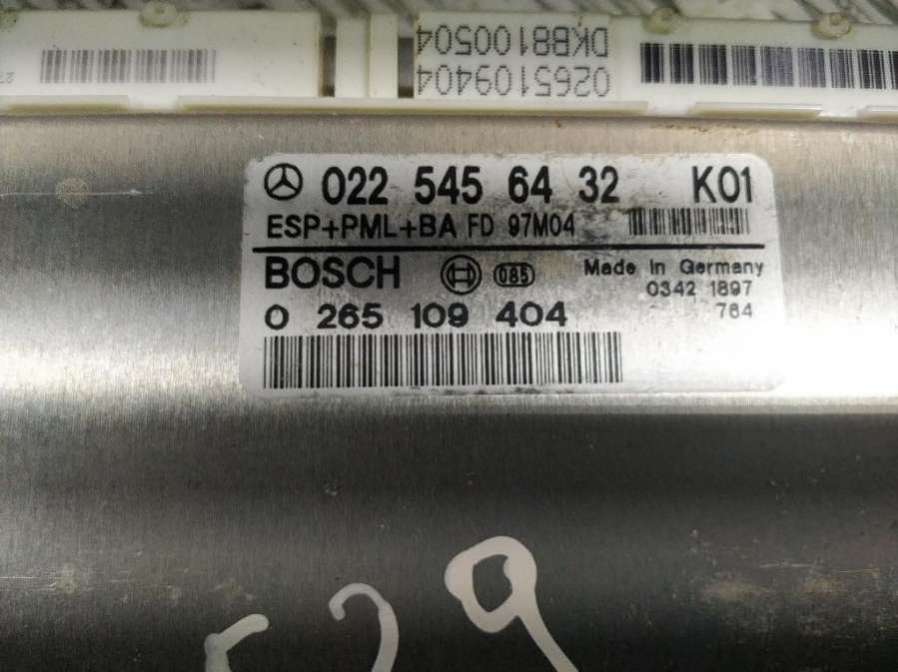 DKB8100504
0265109404
022 545 64 32 K01
ESP+PML+BA FD 97M04
BOSCH 085 Made in Germany
0342 1897
0 265 109 404 764
529